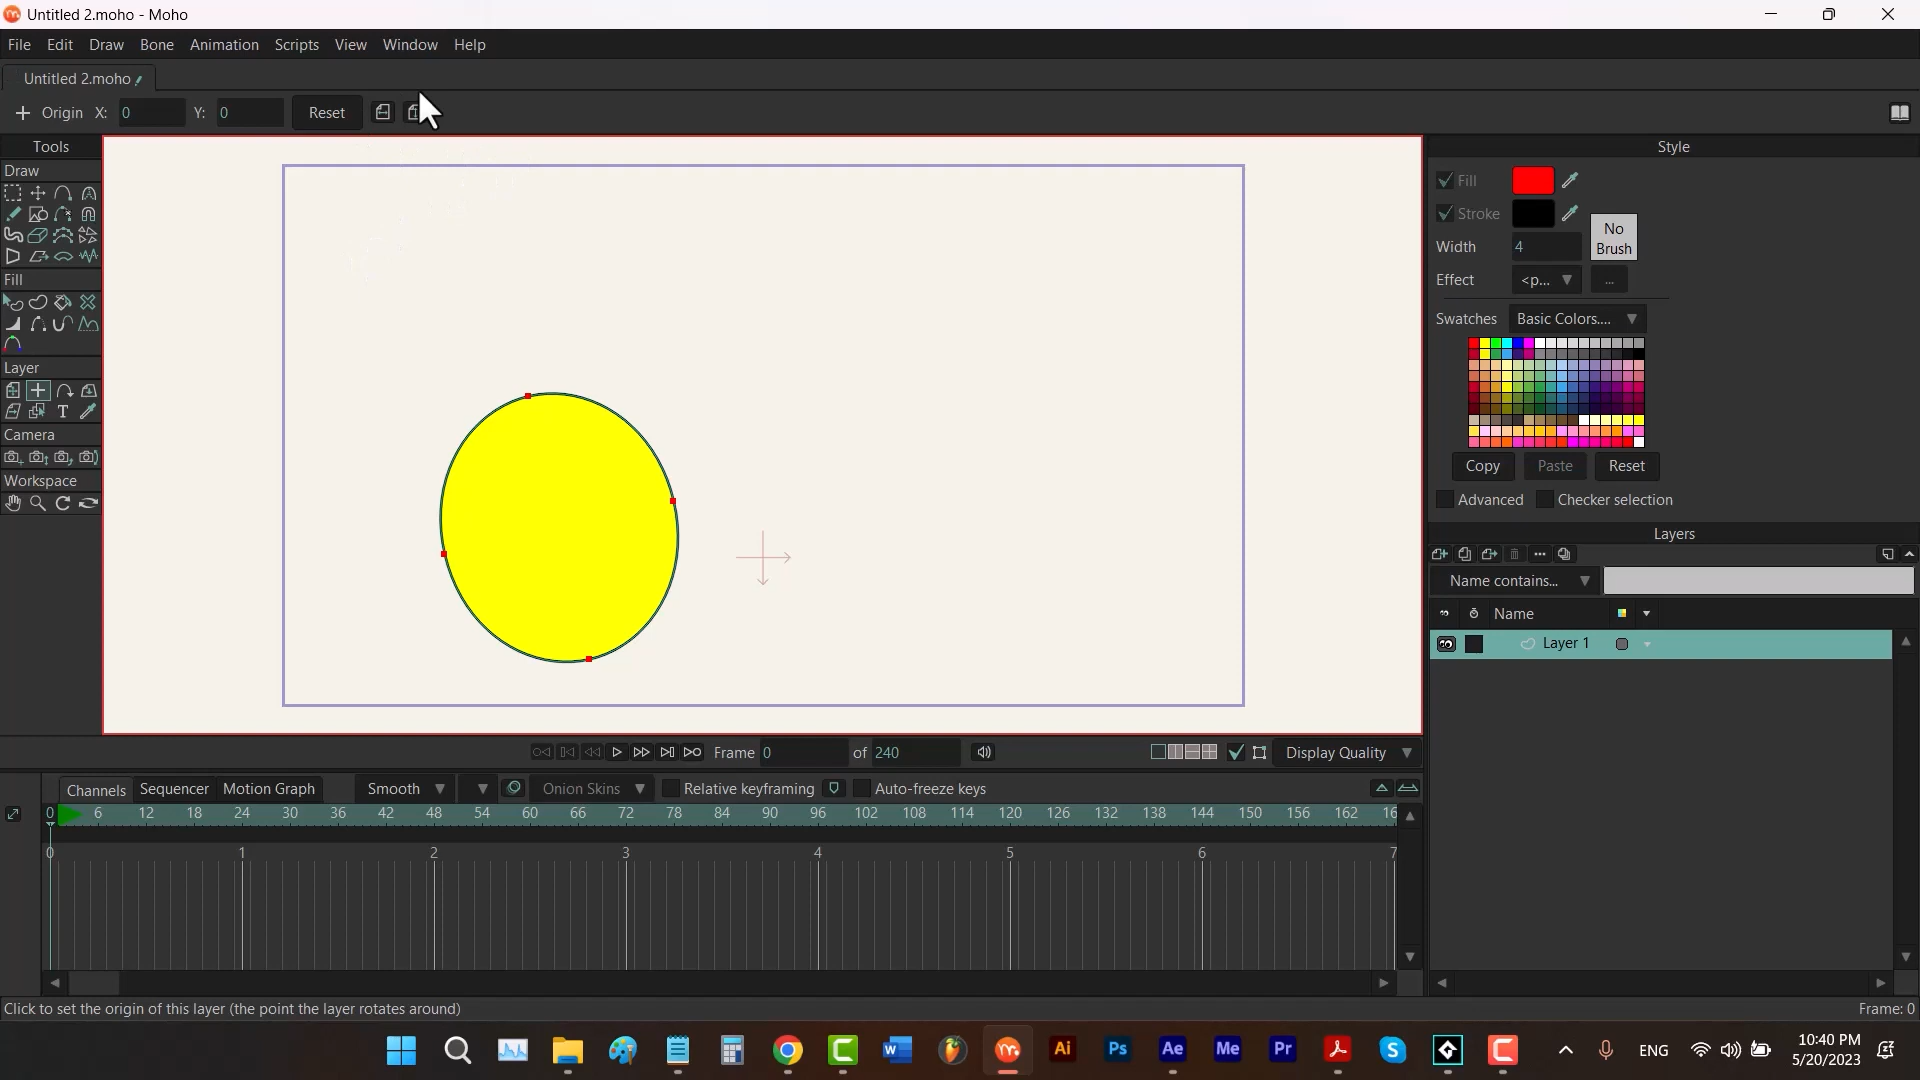 Untitled 2.moho - Moho
File Edit Draw Bone Animation Scripts View Window Help
Untitled 2.moho
Origin X: 0 Y: 0 Reset
Tools
Draw
Fill
Layer
Camera
Workspace
Style
Fill
Stroke
No Brush
Width 4
Effect <p... ...
Swatches Basic Colors....
Copy Paste Reset
Advanced Checker selection
Layers
Name contains...
Name
Layer 1
Frame 0 of 240 Display Quality
Channels Sequencer Motion Graph Smooth Onion Skins Relative keyframing Auto-freeze keys
0 6 12 18 24 30 36 42 48 54 60 66 72 78 84 90 96 102 108 114 120 126 132 138 144 150 156 162 16
0 1 2 3 4 5 6 7
Click to set the origin of this layer (the point the layer rotates around) Frame: 0
W Ai Ps Ae Me Pr S C ENG 10:40 PM
5/20/2023